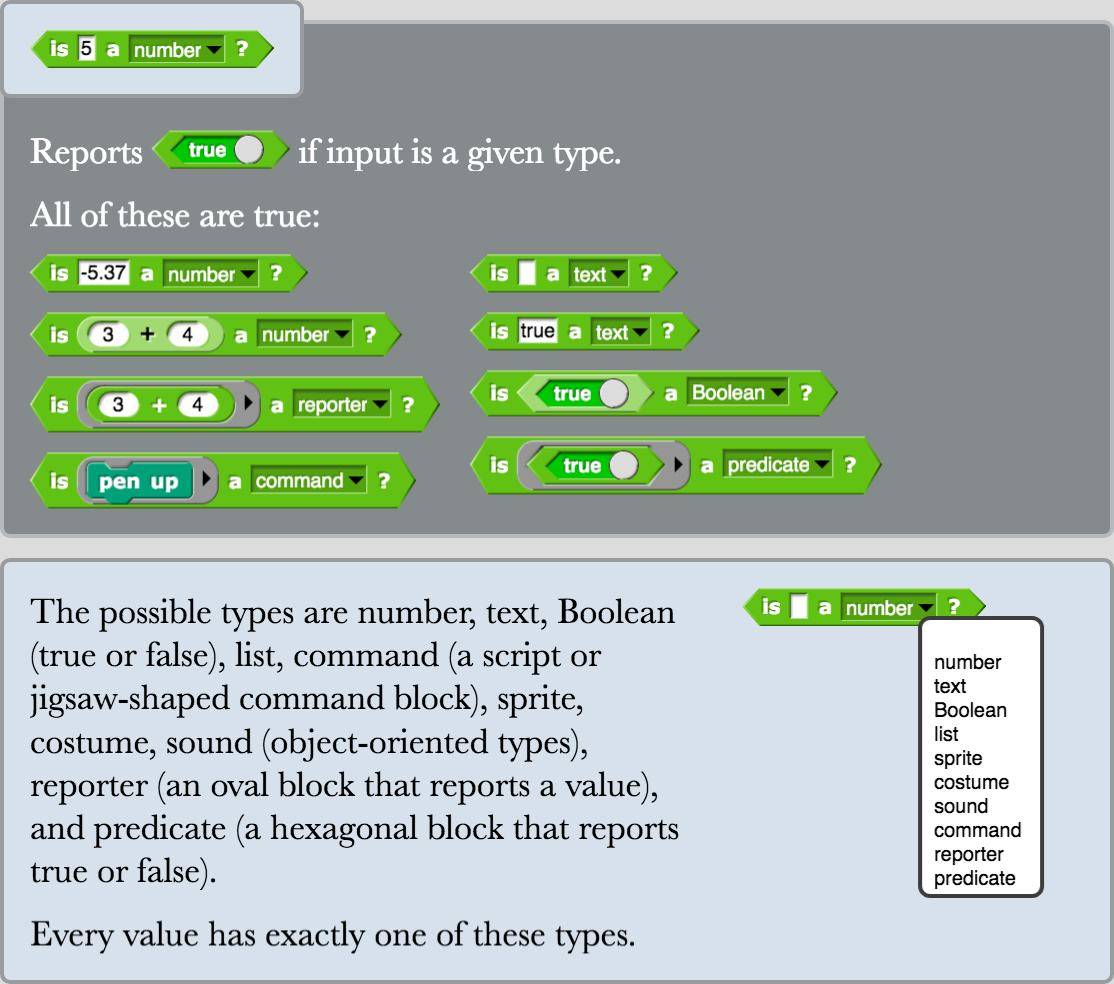 is 5 a number ?
Reports true if input is a given type.
All of these are true:
is -5.37 a number ?
is 3 + 4 a number ?
is 3 + 4 a reporter ?
is pen up a command ?
is a text ?
is true a text ?
is true a Boolean ?
is true a predicate ?
The possible types are number, text, Boolean
(true or false), list, command (a script or
jigsaw-shaped command block), sprite,
costume, sound (object-oriented types),
reporter (an oval block that reports a value),
and predicate (a hexagonal block that reports
true or false).
Every value has exactly one of these types.
is a number ?
number
text
Boolean
list
sprite
costume
sound
command
reporter
predicate